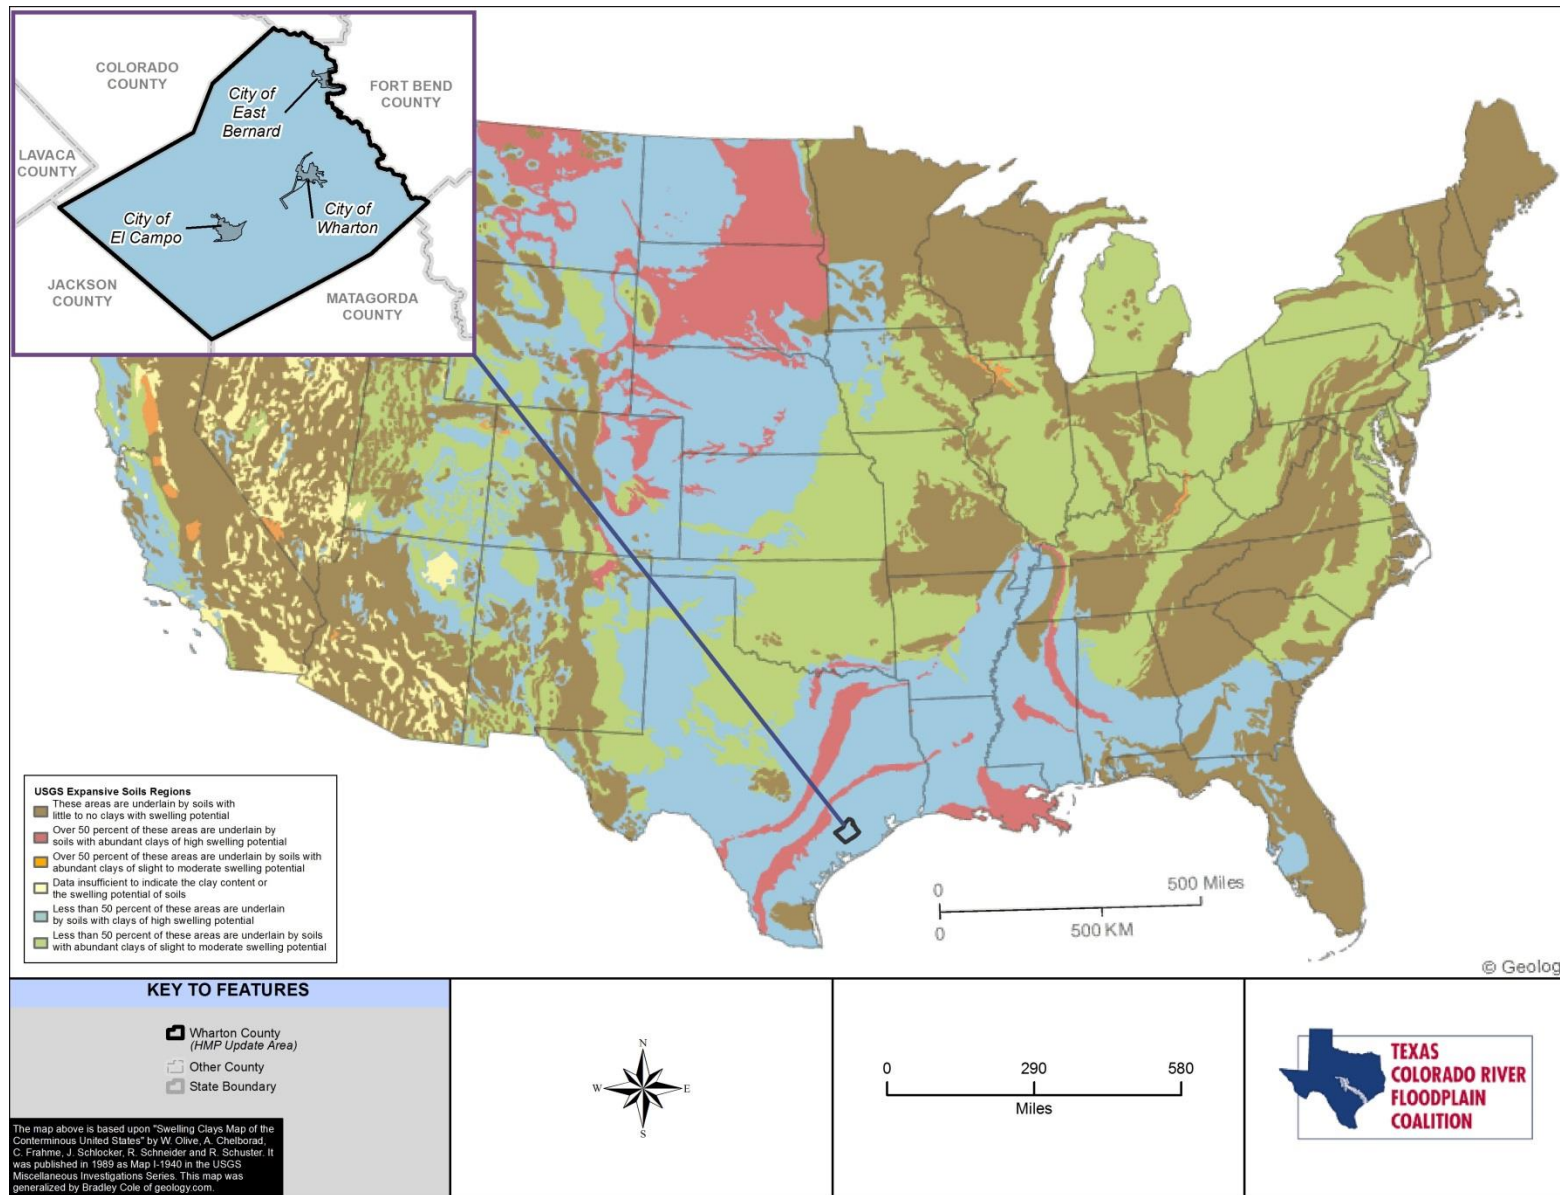 COLORADO
COUNTY
City of
East
Bernard
FORT BEND
COUNTY
LAVACA
COUNTY
City of
El Campo
City of
Wharton
JACKSON
COUNTY
MATAGORDA
COUNTY
USGS Expansive Soils Regions
These areas are underlain by soils with
little to no clays with swelling potential
Over 50 percent of these areas are underlain by
soils with abundant clays of high swelling potential
Over 50 percent of these areas are underlain by soils with
abundant clays of slight to moderate swelling potential
Data insufficient to indicate the clay content or
the swelling potential of soils
Less than 50 percent of these areas are underlain
by soils with clays of high swelling potential
Less than 50 percent of these areas are underlain by soils
with abundant clays of slight to moderate swelling potential
0 500 Miles
0 500 KM
© Geolog
KEY TO FEATURES
Wharton County
(HMP Update Area)
Other County
State Boundary
The map above is based upon "Swelling Clays Map of the
Conterminous United States" by W. Olive, A. Chelborad,
C. Frahme, J. Schlocker, R. Schneider and R. Schuster. It
was published in 1989 as Map I-1940 in the USGS
Miscellaneous Investigations Series. This map was
generalized by Bradley Cole of geology.com.
N
W E
S
0 290 580
Miles
TEXAS
COLORADO RIVER
FLOODPLAIN
COALITION